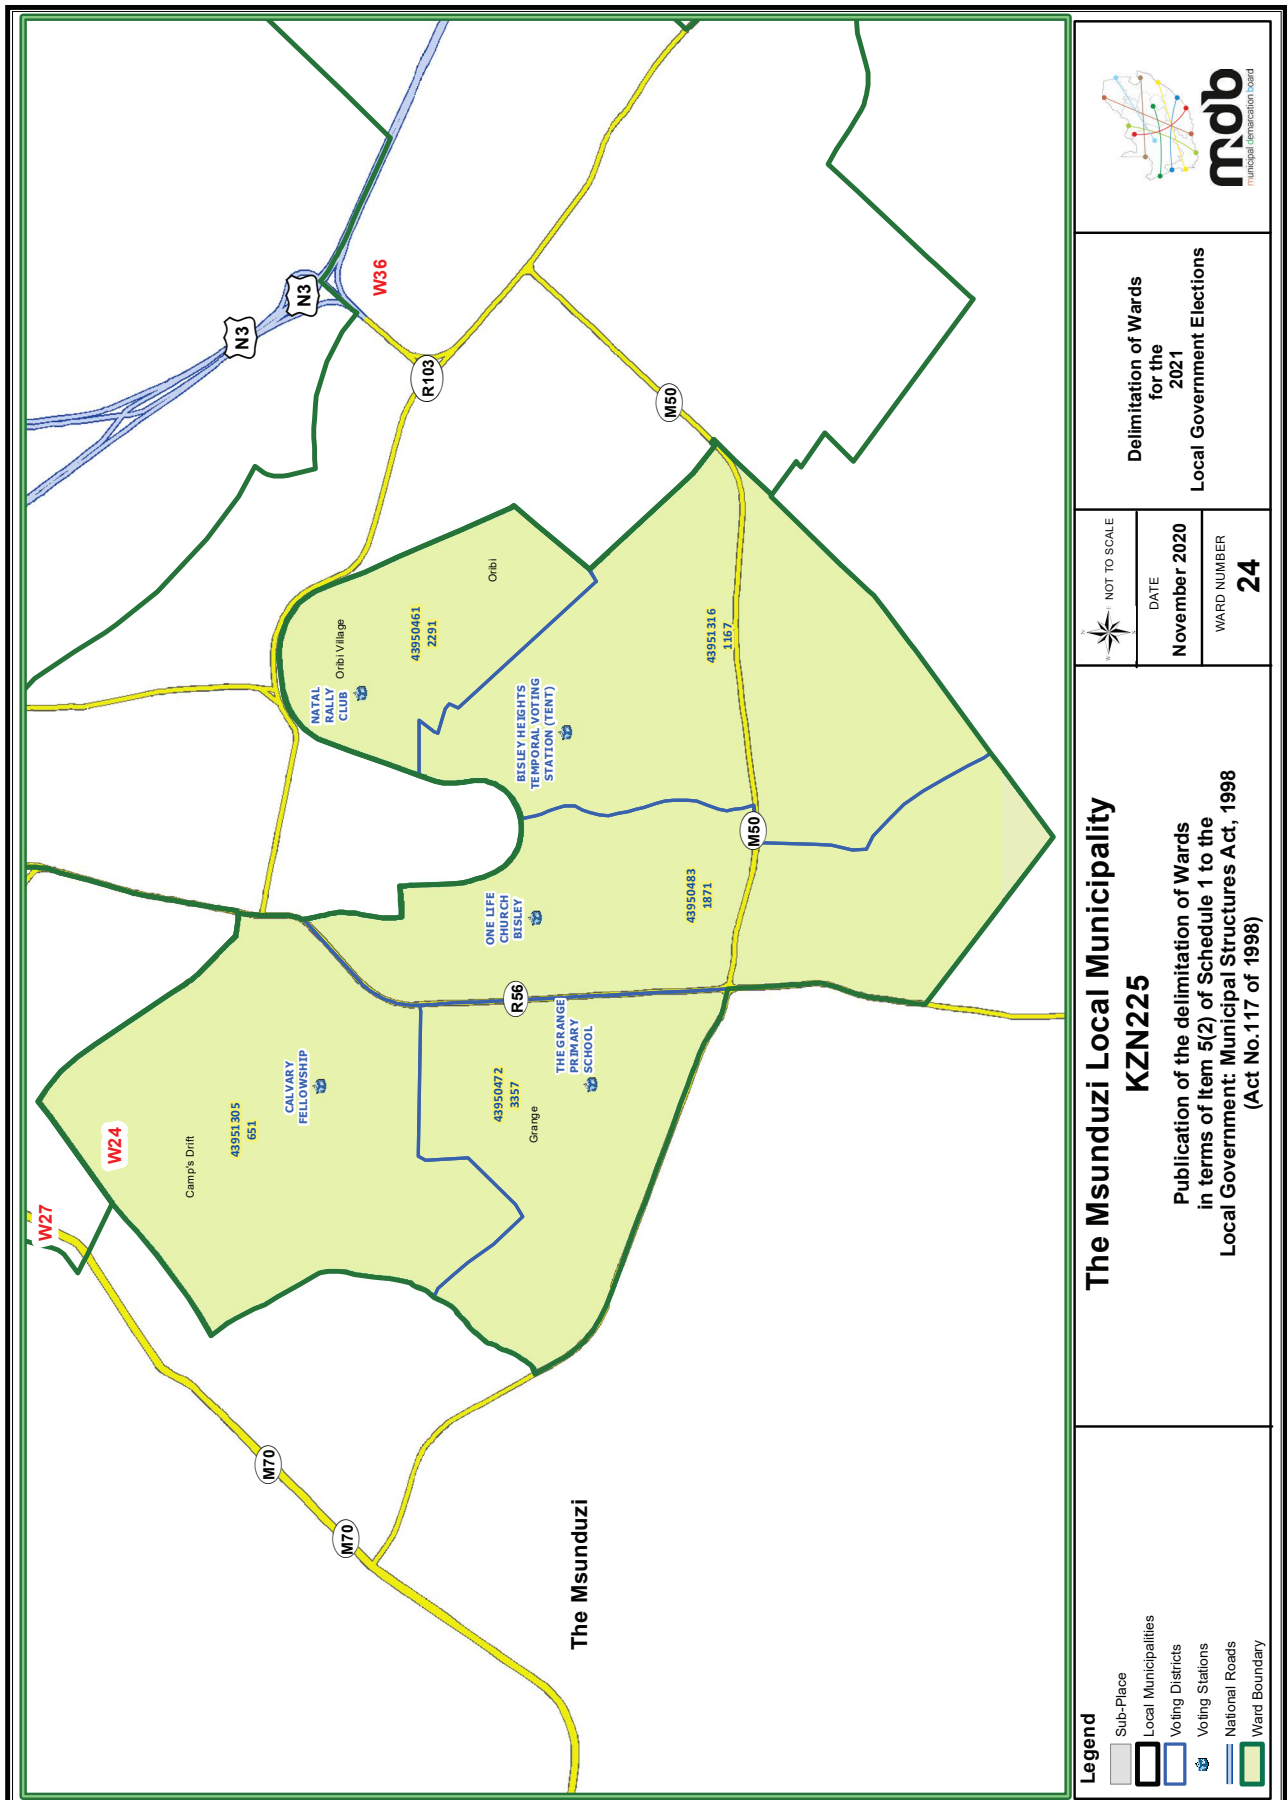 W27
W24
Camp's Drift
43951305
651
CALVARY
FELLOWSHIP
M70
M70
43950472
3357
Grange
THE GRANGE
PRIMARY
SCHOOL
R56
ONE LIFE
CHURCH
BISLEY
43950483
1871
M50
NATAL
RALLY
CLUB
Oribi Village
43950461
2291
Oribi
BISLEY HEIGHTS
TEMPORAL VOTING
STATION (TENT)
43951316
1167
N3
N3
W36
R103
M50
The Msunduzi
Legend
Sub-Place
Local Municipalities
Voting Districts
Voting Stations
National Roads
Ward Boundary
The Msunduzi Local Municipality
KZN225
Publication of the delimitation of Wards
in terms of Item 5(2) of Schedule 1 to the
Local Government: Municipal Structures Act, 1998
(Act No.117 of 1998)
N
W
E
S
NOT TO SCALE
DATE
November 2020
WARD NUMBER
24
Delimitation of Wards
for the
2021
Local Government Elections
mdb
municipal demarcation board